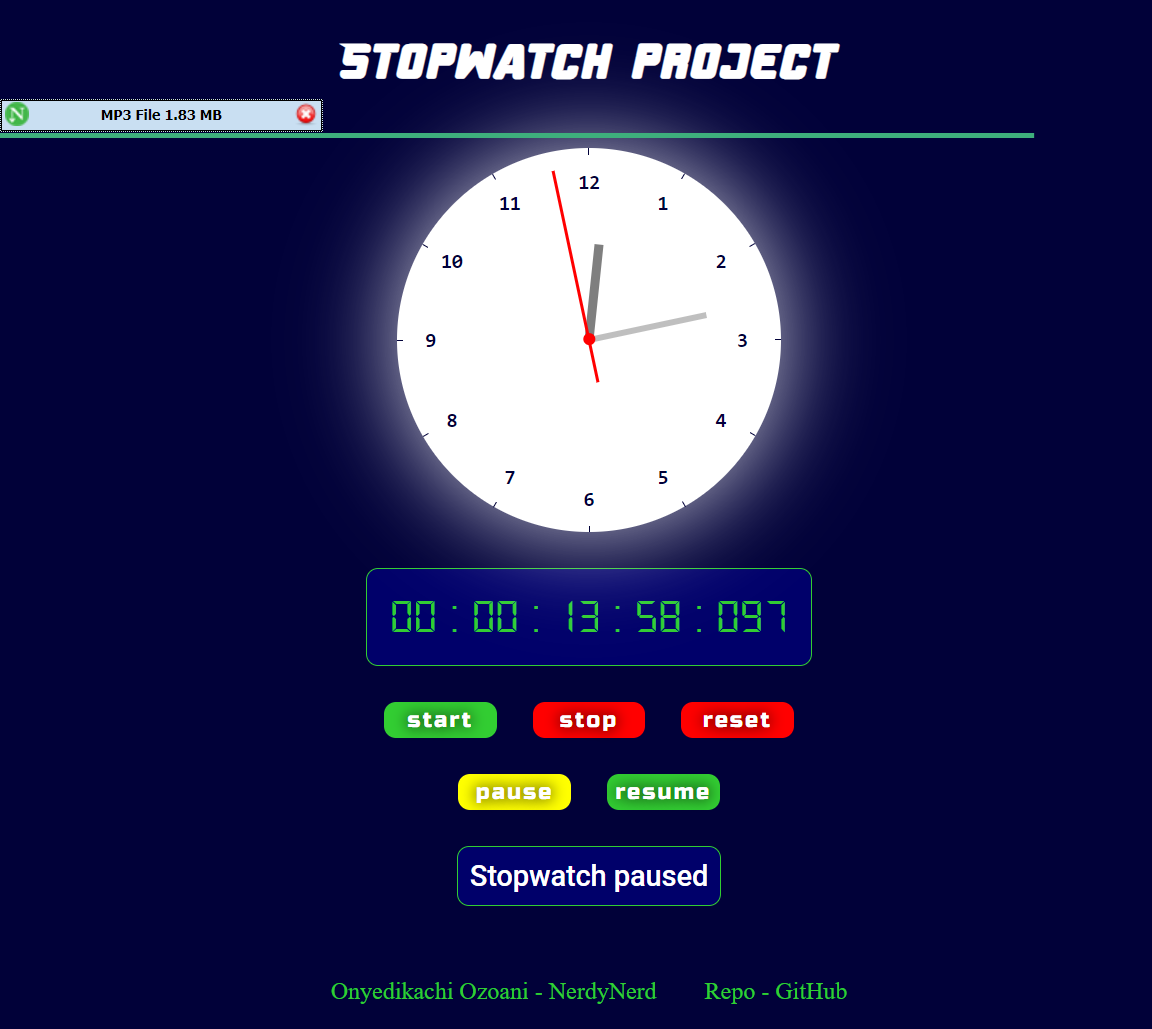 STOPWATCH PROJECT
MP3 File 1.83 MB
12
11 1
10 2
9 3
8 4
7 5
6
00 : 00 : 13 : 58 : 097
start stop reset
pause resume
Stopwatch paused
Onyedikachi Ozoani - NerdyNerd Repo - GitHub